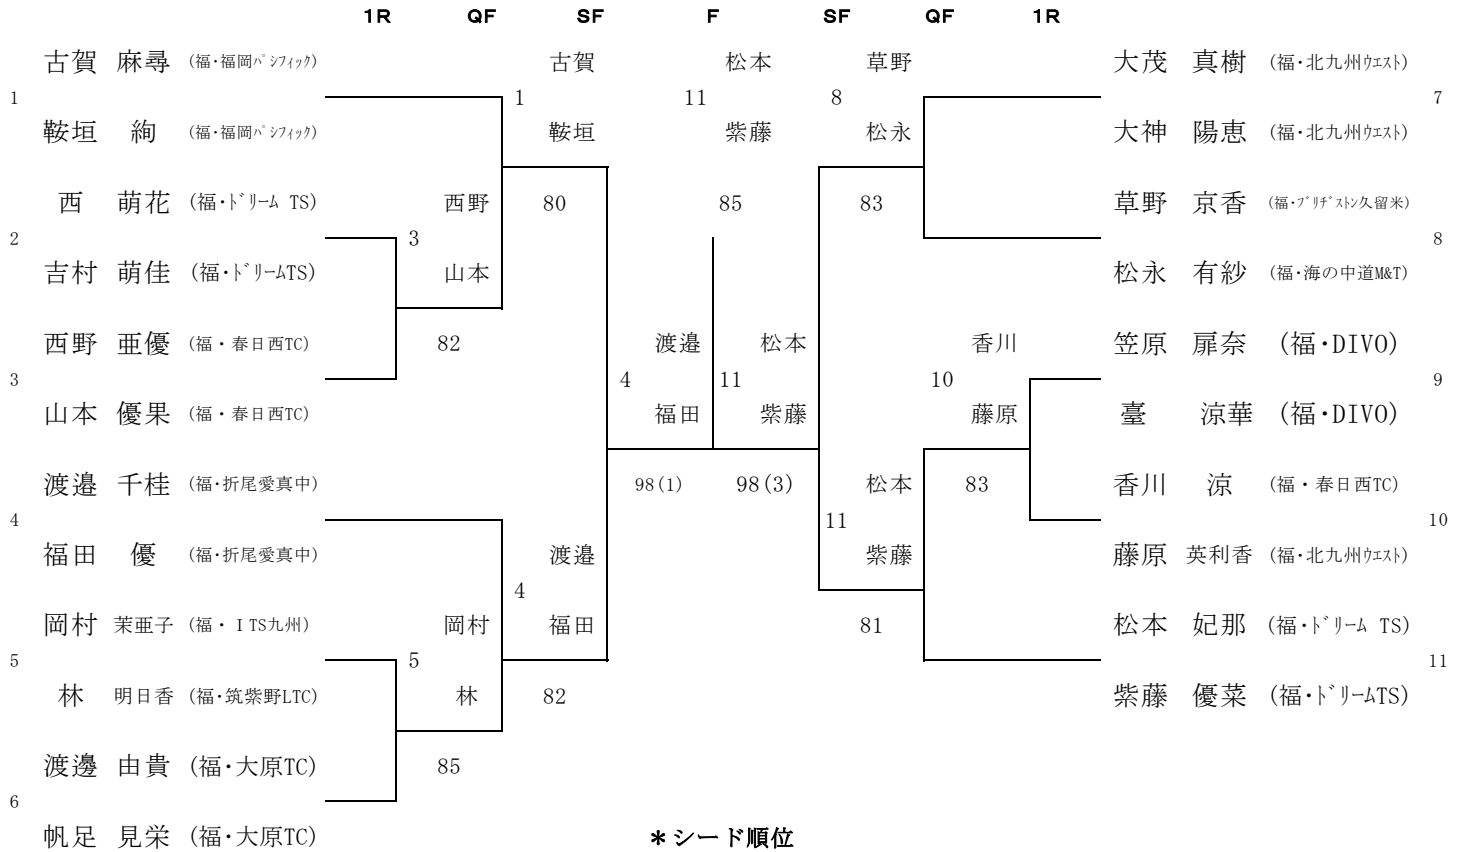 1R QF SF F SF QF 1R
古賀 麻尋 (福・福岡ﾊﾟｼﾌｨｯｸ) 古賀 松本 草野 大茂 真樹 (福・北九州ｳｴｽﾄ)
1 1 11 8 7
鞍垣 絢 (福・福岡ﾊﾟｼﾌｨｯｸ) 鞍垣 紫藤 松永 大神 陽恵 (福・北九州ｳｴｽﾄ)
西 萌花 (福・ﾄﾞﾘｰﾑ TS) 西野 80 85 83 草野 京香 (福・ﾌﾞﾘﾁﾞｽﾄﾝ久留米)
2 3 8
吉村 萌佳 (福・ﾄﾞﾘｰﾑTS) 山本 松永 有紗 (福・海の中道M&T)
西野 亜優 (福・春日西TC) 82 渡邉 松本 香川 笠原 扉奈 (福・DIVO)
3 4 11 10 9
山本 優果 (福・春日西TC) 福田 紫藤 藤原 臺 涼華 (福・DIVO)
渡邉 千桂 (福・折尾愛真中) 98(1) 98(3) 松本 83 香川 涼 (福・春日西TC)
4 11 10
福田 優 (福・折尾愛真中) 渡邉 紫藤 藤原 英利香 (福・北九州ｳｴｽﾄ)
4
岡村 茉亜子 (福・ＩTS九州) 岡村 福田 81 松本 妃那 (福・ﾄﾞﾘｰﾑ TS)
5 5 11
林 明日香 (福・筑紫野LTC) 林 82 紫藤 優菜 (福・ﾄﾞﾘｰﾑTS)
渡邊 由貴 (福・大原TC) 85
6
帆足 見栄 (福・大原TC) ＊シード順位